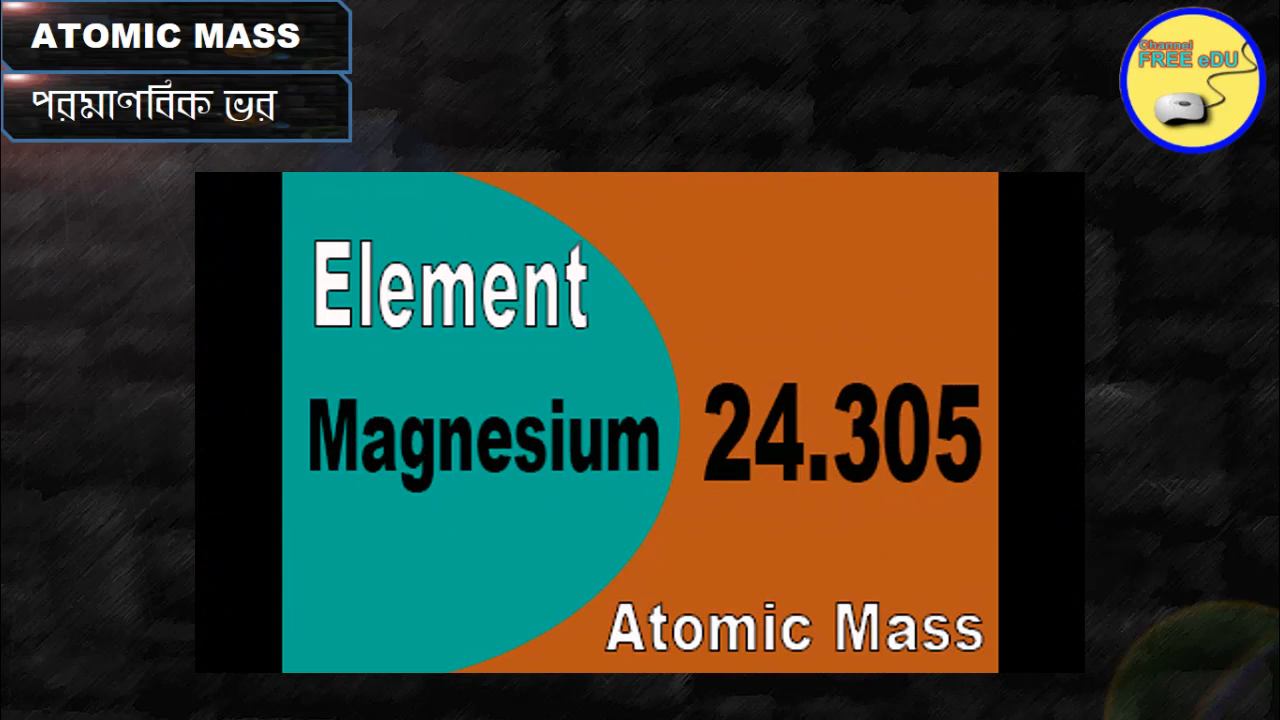 ATOMIC MASS
পরমাণবিক ভর
Channel
FREE eDU
Element
Magnesium
24.305
Atomic Mass